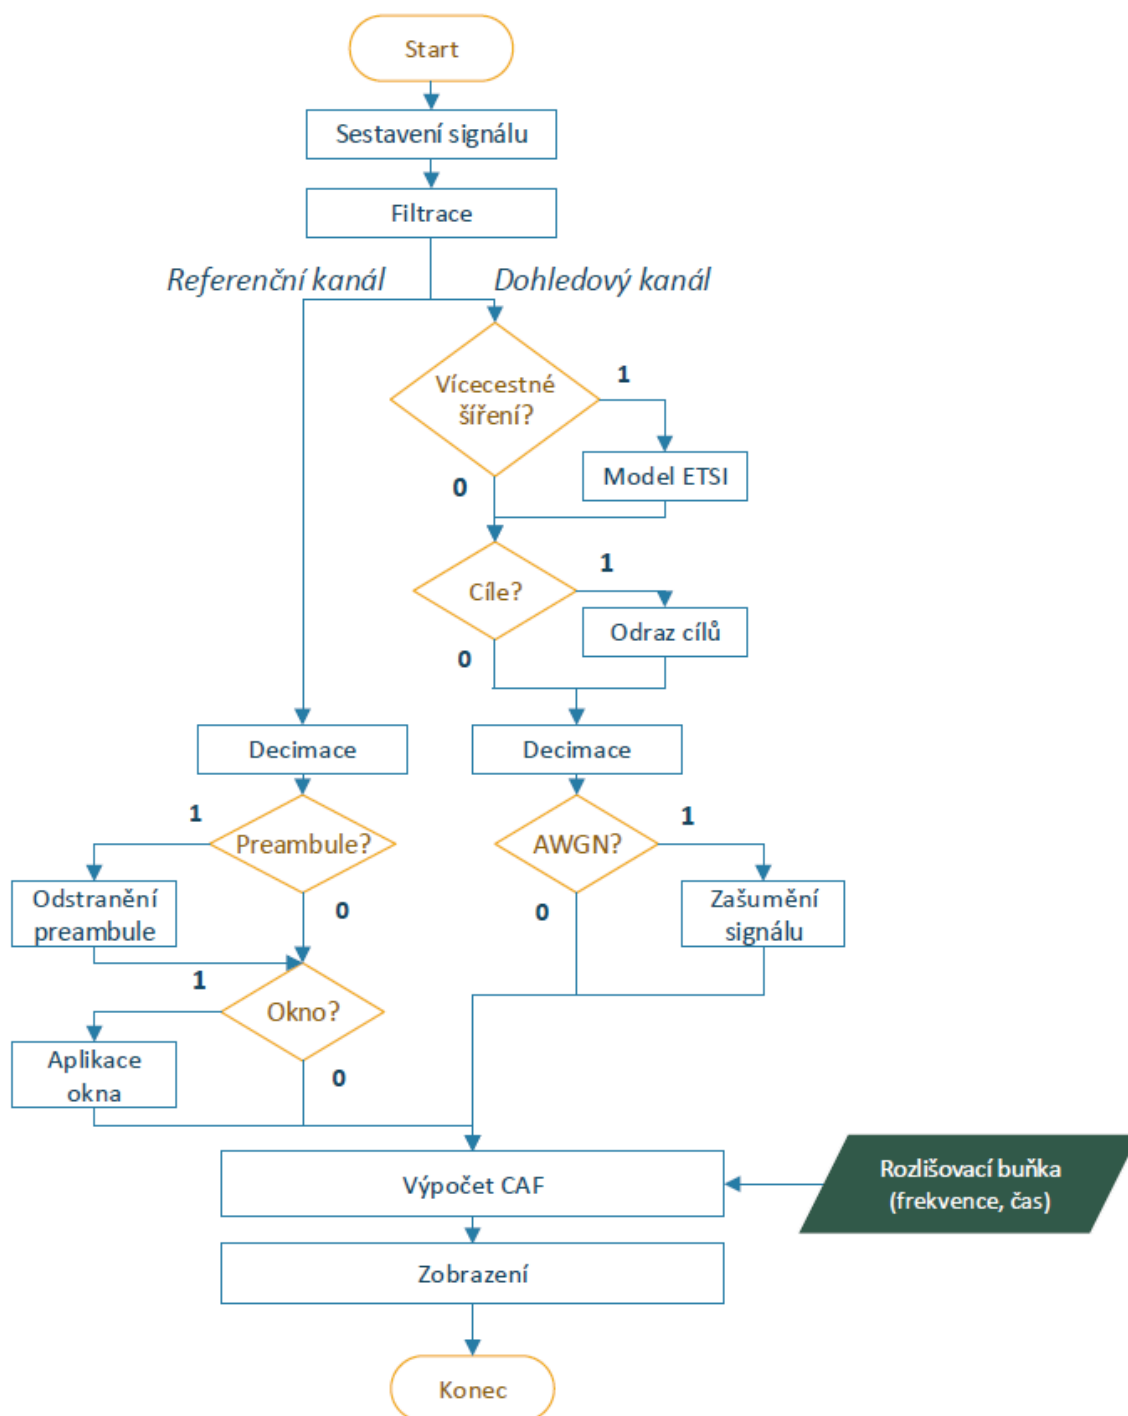 Start
Sestavení signálu
Filtrace
Referenční kanál
Dohledový kanál
Vícecestné
šíření?
1
0
Model ETSI
Cíle?
1
0
Odraz cílů
Decimace
Decimace
1
Preambule?
0
Odstranění
preambule
AWGN?
1
0
Zašumění
signálu
1
Okno?
0
Aplikace
okna
Výpočet CAF
Rozlišovací buňka
(frekvence, čas)
Zobrazení
Konec